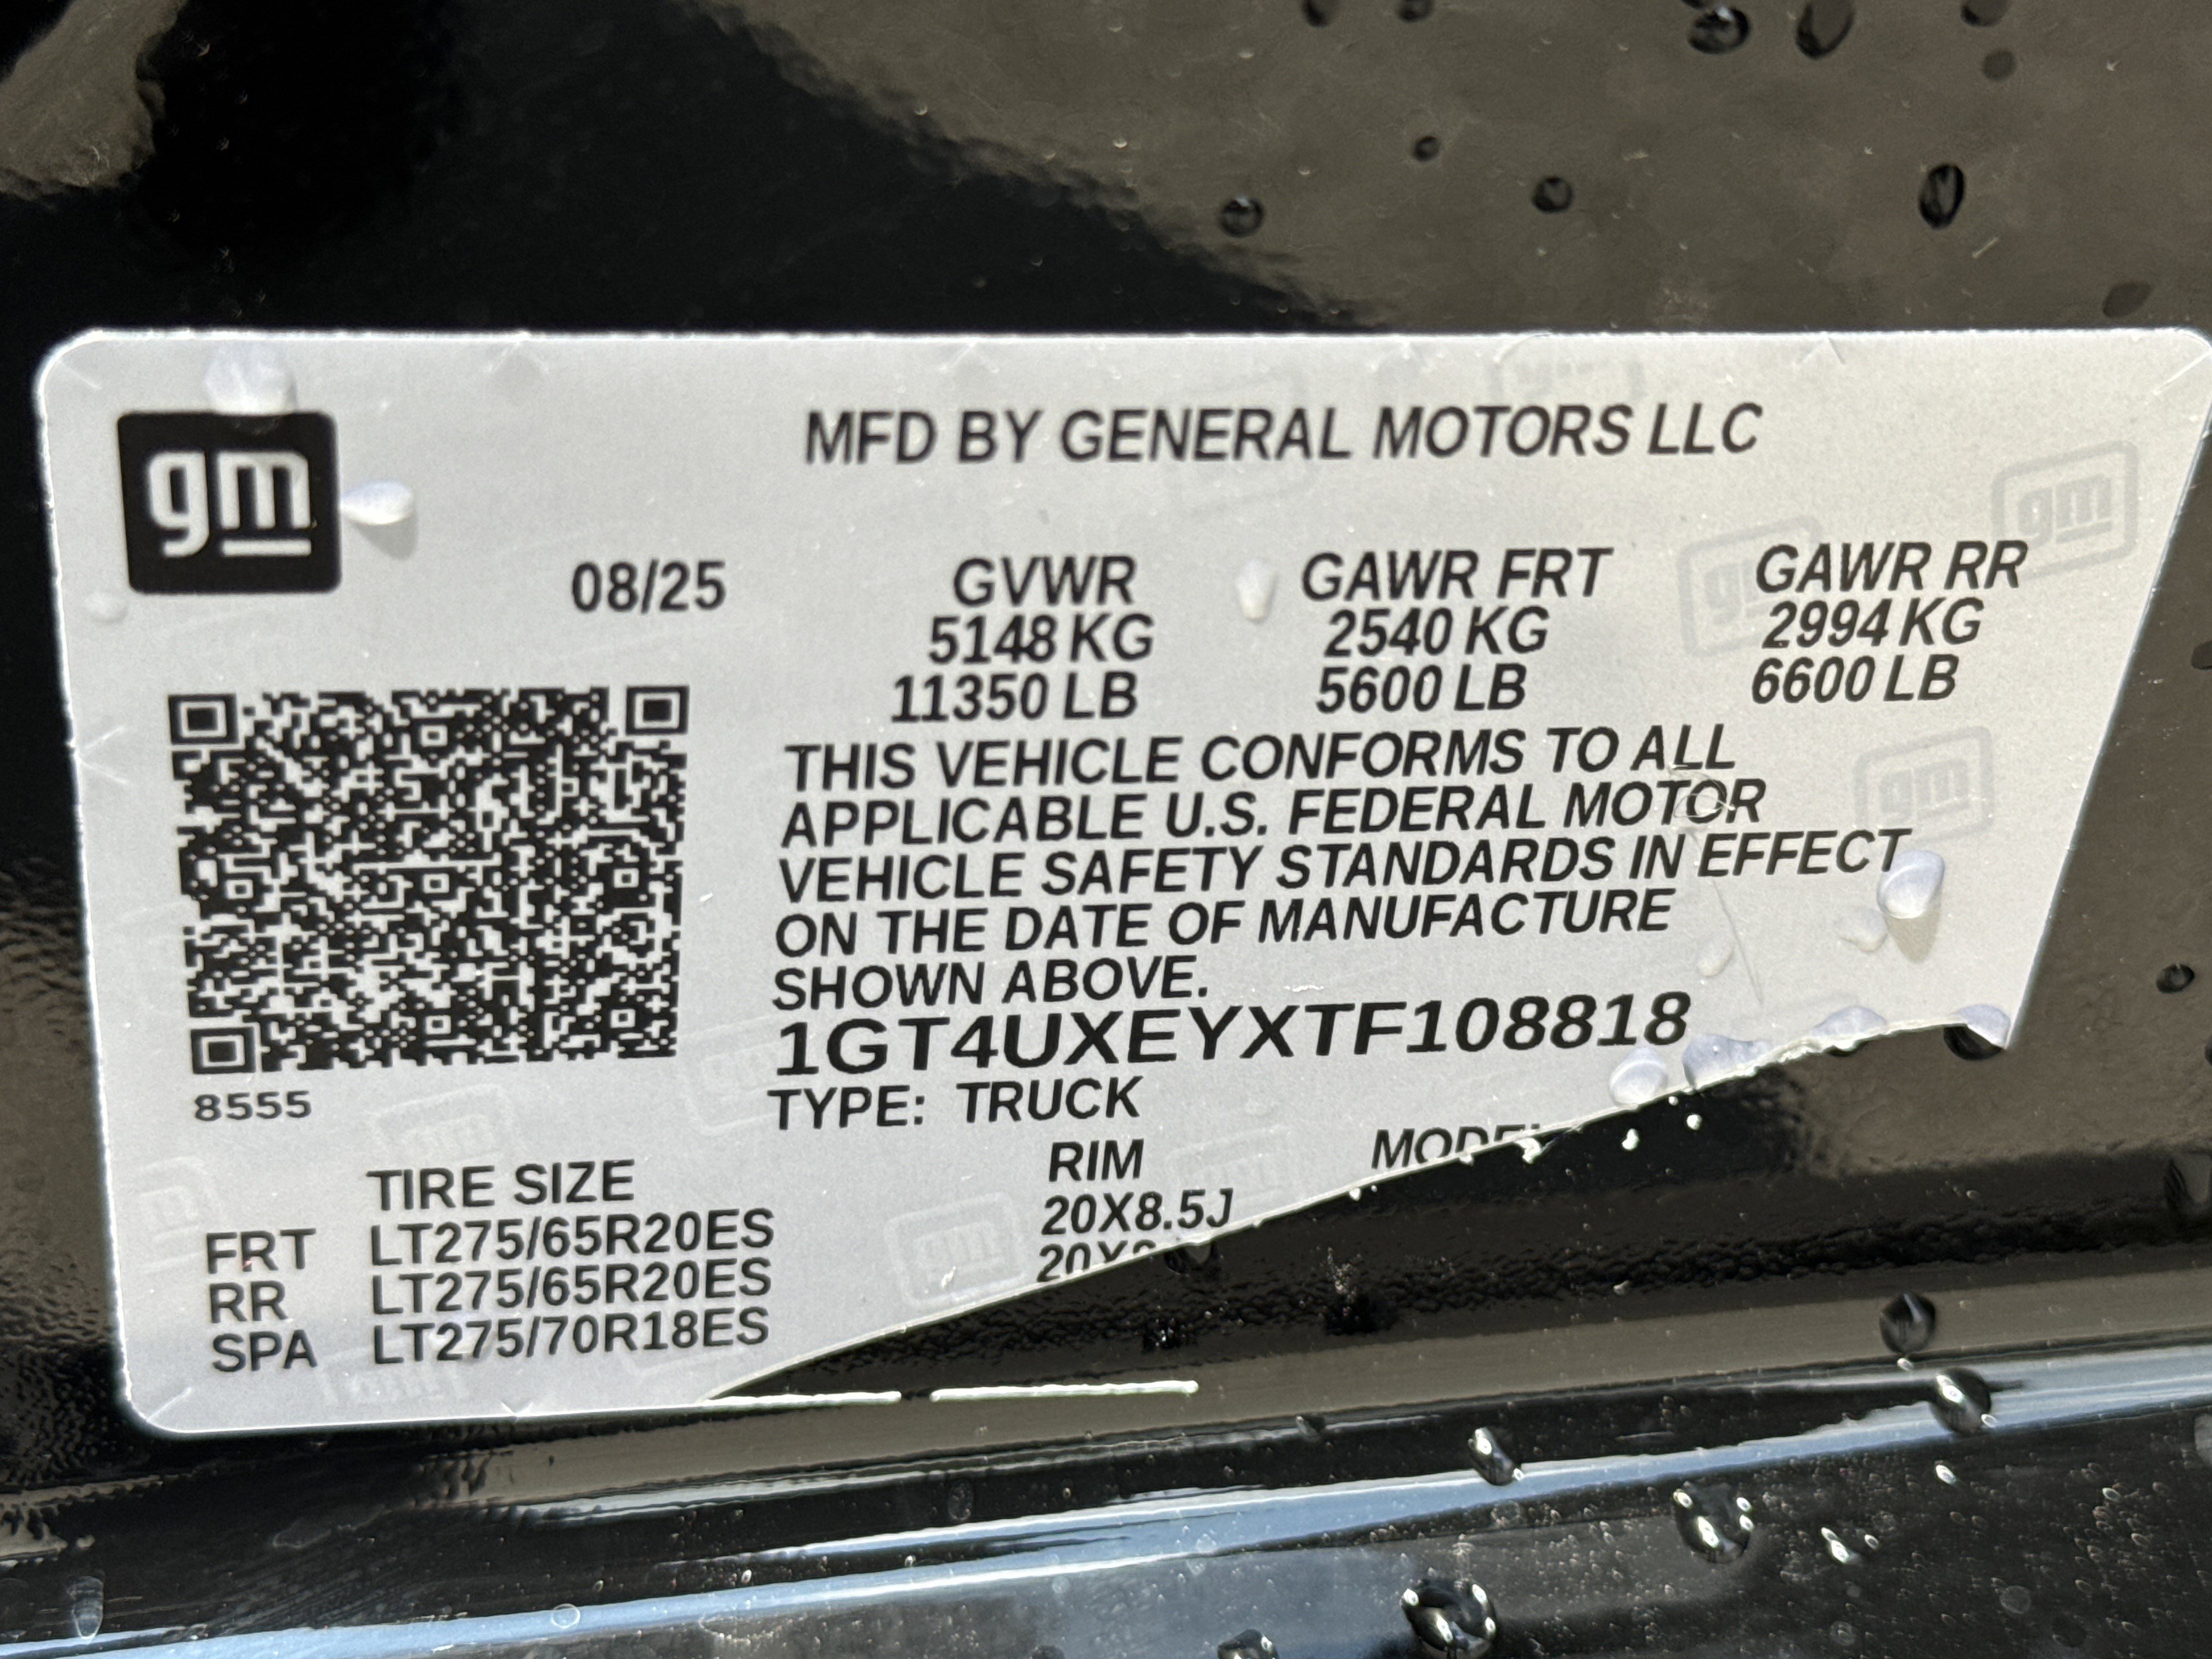 gm
MFD BY GENERAL MOTORS LLC
08/25 GVWR GAWR FRT GAWR RR
5148 KG 2540 KG 2994 KG
11350 LB 5600 LB 6600 LB
THIS VEHICLE CONFORMS TO ALL
APPLICABLE U.S. FEDERAL MOTOR
VEHICLE SAFETY STANDARDS IN EFFECT
ON THE DATE OF MANUFACTURE
SHOWN ABOVE.
1GT4UXEYXTF108818
8555
TYPE: TRUCK
TIRE SIZE RIM
FRT LT275/65R20ES 20X8.5J
RR LT275/65R20ES
SPA LT275/70R18ES